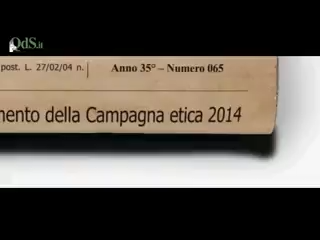 QdS.it
post. L. 27/02/04 n.
Anno 35° – Numero 065
mento della Campagna etica 2014